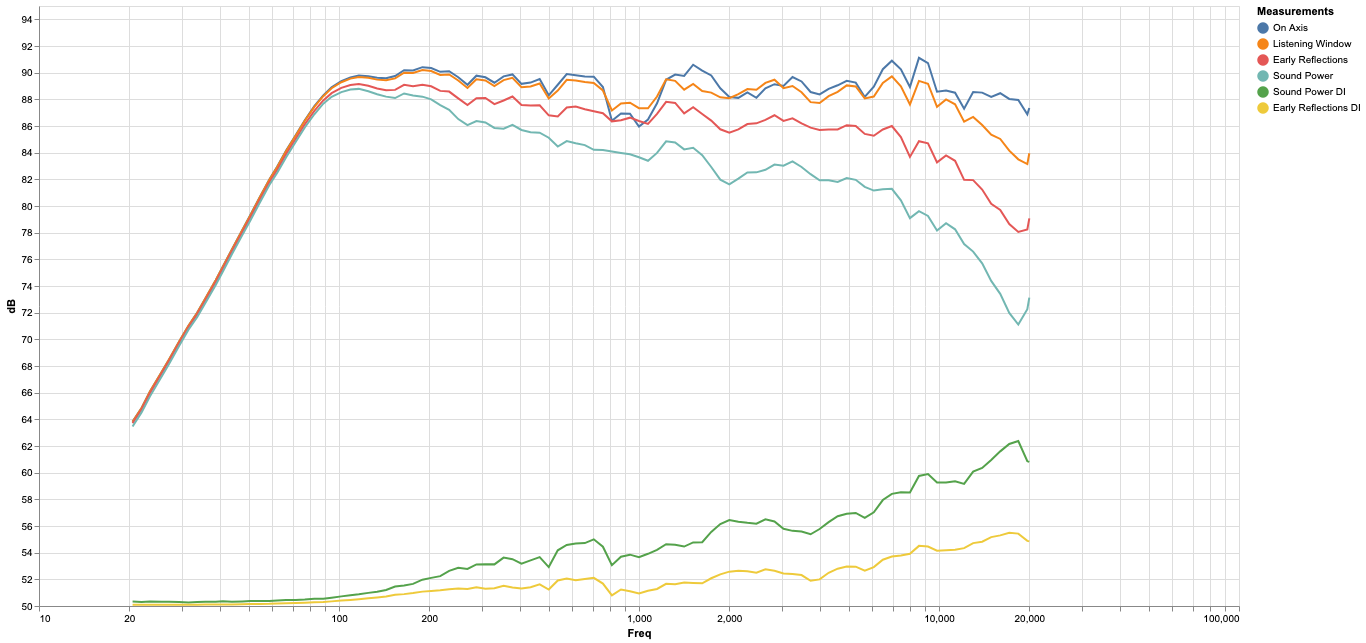 Measurements
On Axis
Listening Window
Early Reflections
Sound Power
Sound Power DI
Early Reflections DI
94
92
90
88
86
84
82
80
78
76
74
72
70
68
66
64
62
60
58
56
54
52
50
dB
10 20 100 200 1,000 2,000 10,000 20,000 100,000
Freq